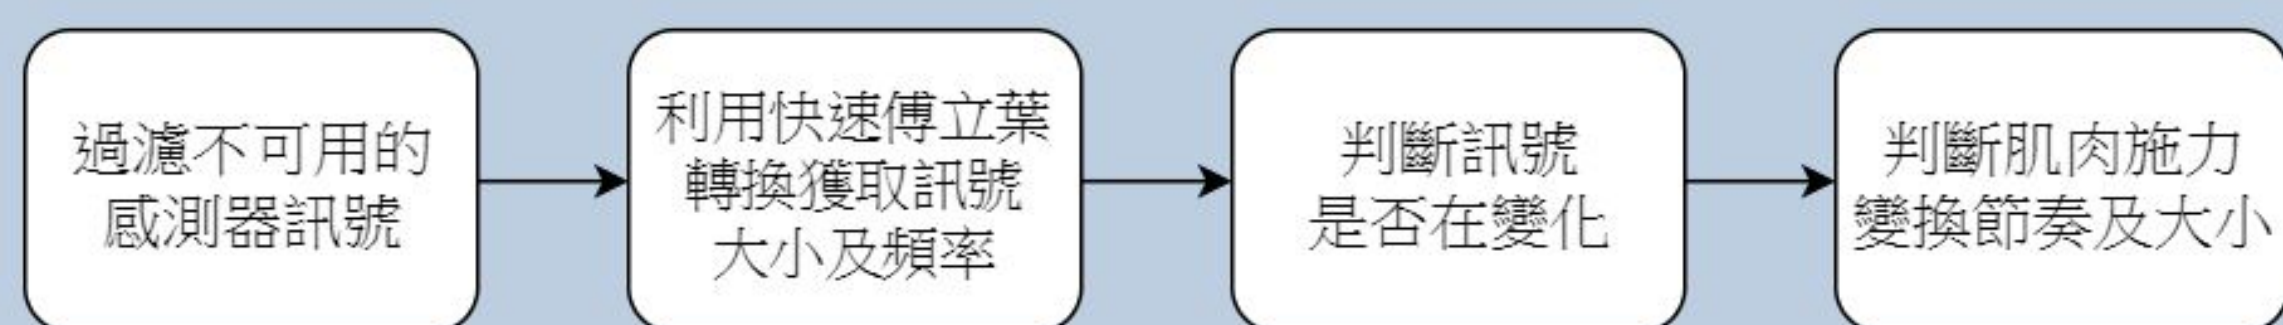 過濾不可用的
感測器訊號
利用快速傅立葉
轉換獲取訊號
大小及頻率
判斷訊號
是否在變化
判斷肌肉施力
變換節奏及大小